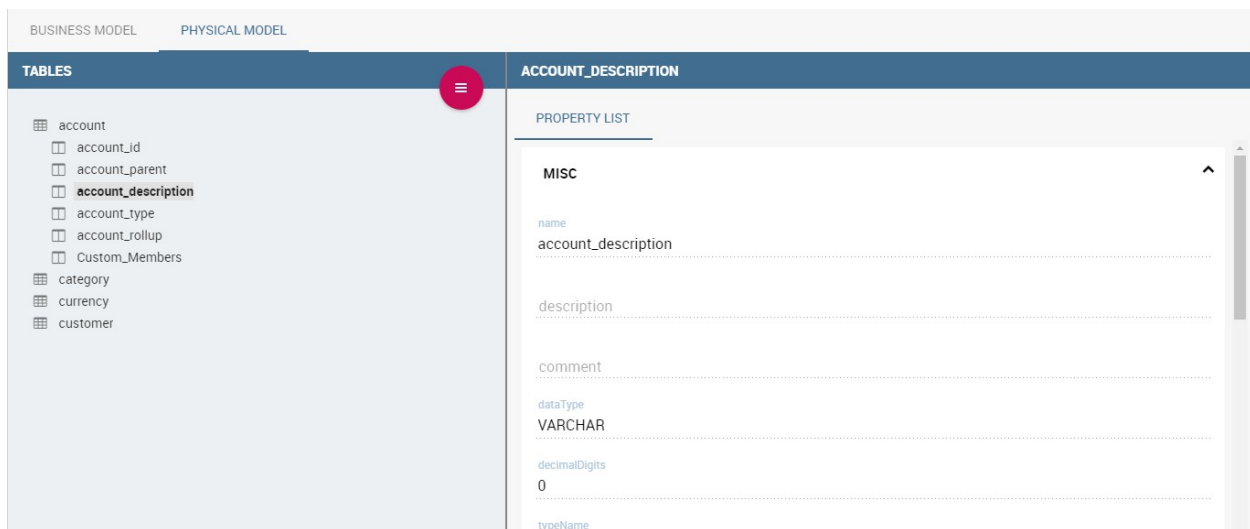 BUSINESS MODEL PHYSICAL MODEL
TABLES
account
account_id
account_parent
account_description
account_type
account_rollup
Custom_Members
category
currency
customer
ACCOUNT_DESCRIPTION
PROPERTY LIST
MISC
name
account_description
description
comment
dataType
VARCHAR
decimalDigits
0
typeName